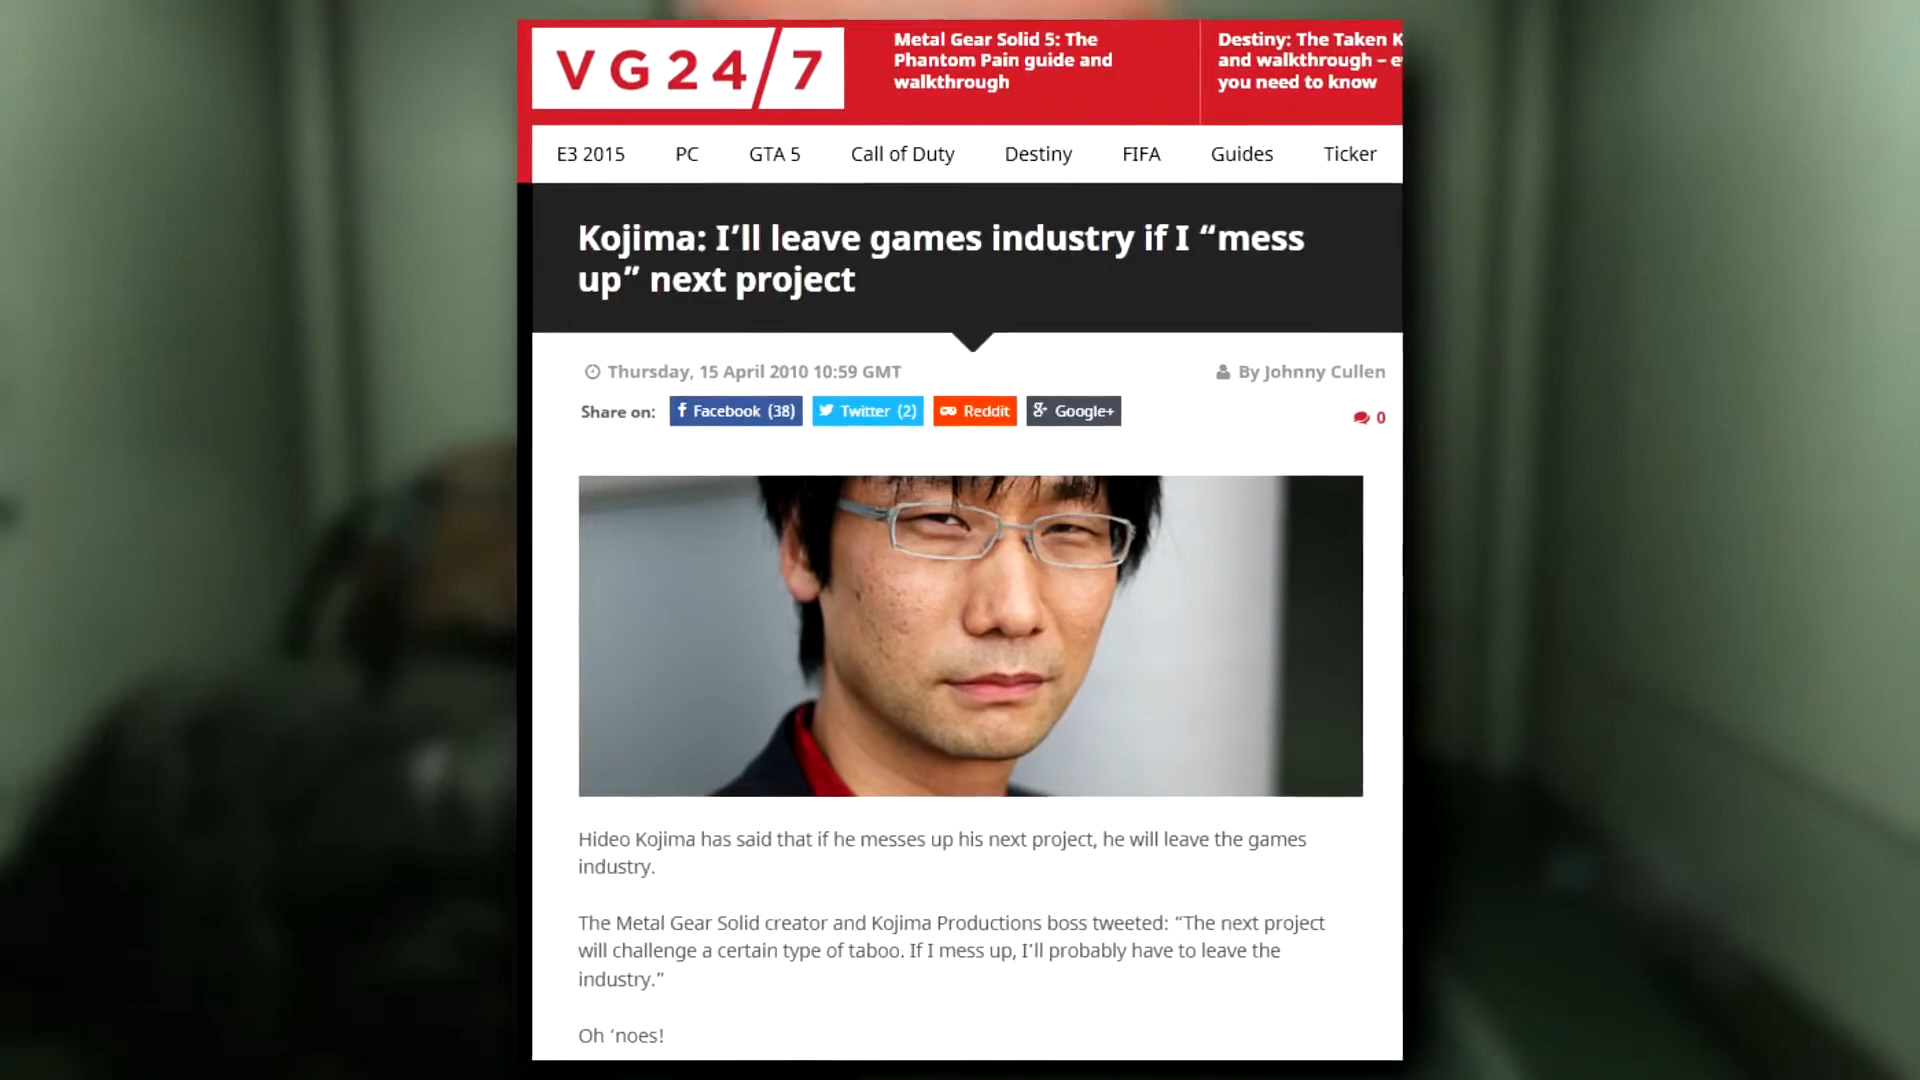 VG24/7
Metal Gear Solid 5: The
Phantom Pain guide and
walkthrough
Destiny: The Taken K
and walkthrough – e
you need to know
E3 2015
PC
GTA 5
Call of Duty
Destiny
FIFA
Guides
Ticker
Kojima: I’ll leave games industry if I “mess
up” next project
Thursday, 15 April 2010 10:59 GMT
By Johnny Cullen
Share on:
Facebook (38)
Twitter (2)
Reddit
Google+
0
Hideo Kojima has said that if he messes up his next project, he will leave the games
industry.
The Metal Gear Solid creator and Kojima Productions boss tweeted: “The next project
will challenge a certain type of taboo. If I mess up, I’ll probably have to leave the
industry.”
Oh ‘noes!